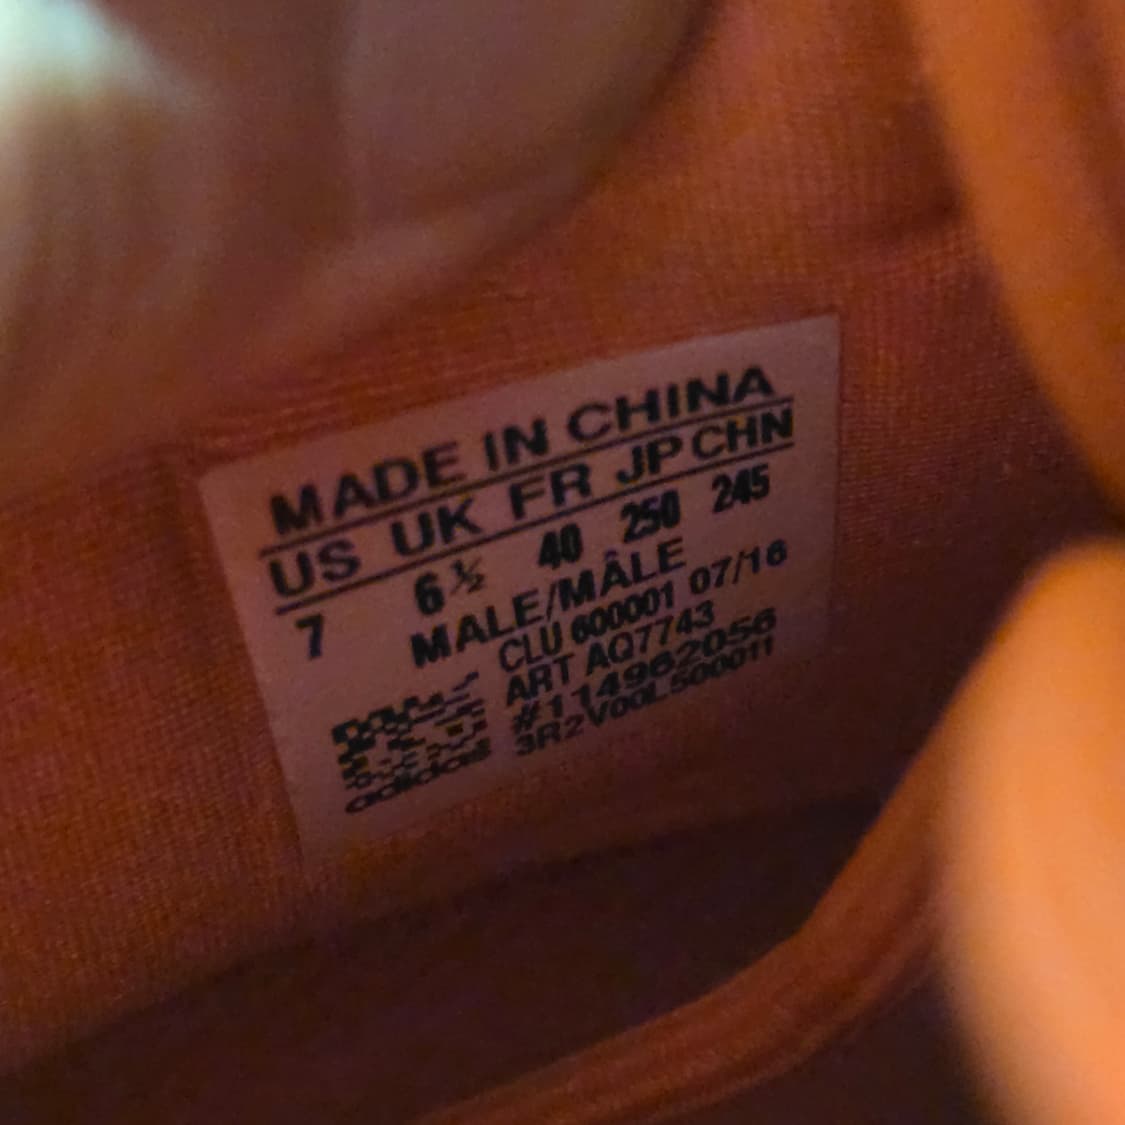 MADE IN CHINA
US UK FR JP CHN
7 6½ 40 250 245
MALE/MÂLE
CLU 600001 07/16
ART AQ7743
#114962056
3R2V00L500011
adidas